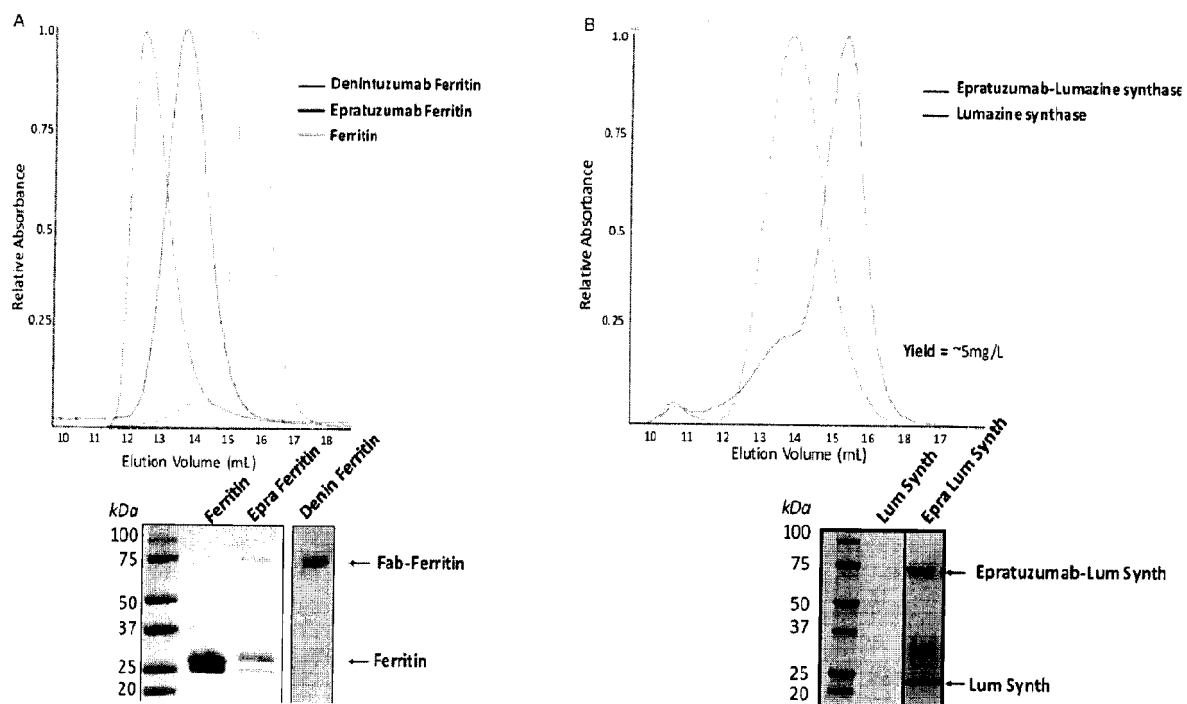 A
1.0
0.75
0.5
0.25
Relative Absorbance
10 11 12 13 14 15 16 17 18
Elution Volume (mL)
Denintuzumab Ferritin
Epratuzumab Ferritin
Ferritin
kDa
100
75
50
37
25
20
Ferritin
Epra Ferritin
Denin Ferritin
← Fab-Ferritin
← Ferritin
B
1.0
0.75
0.5
0.25
Relative Absorbance
10 11 12 13 14 15 16 18 17
Elution Volume (mL)
Epratuzumab-Lumazine synthase
Lumazine synthase
Yield = ~5mg/L
kDa
100
75
50
37
25
20
Lum Synth
Epra Lum Synth
← Epratuzumab-Lum Synth
← Lum Synth